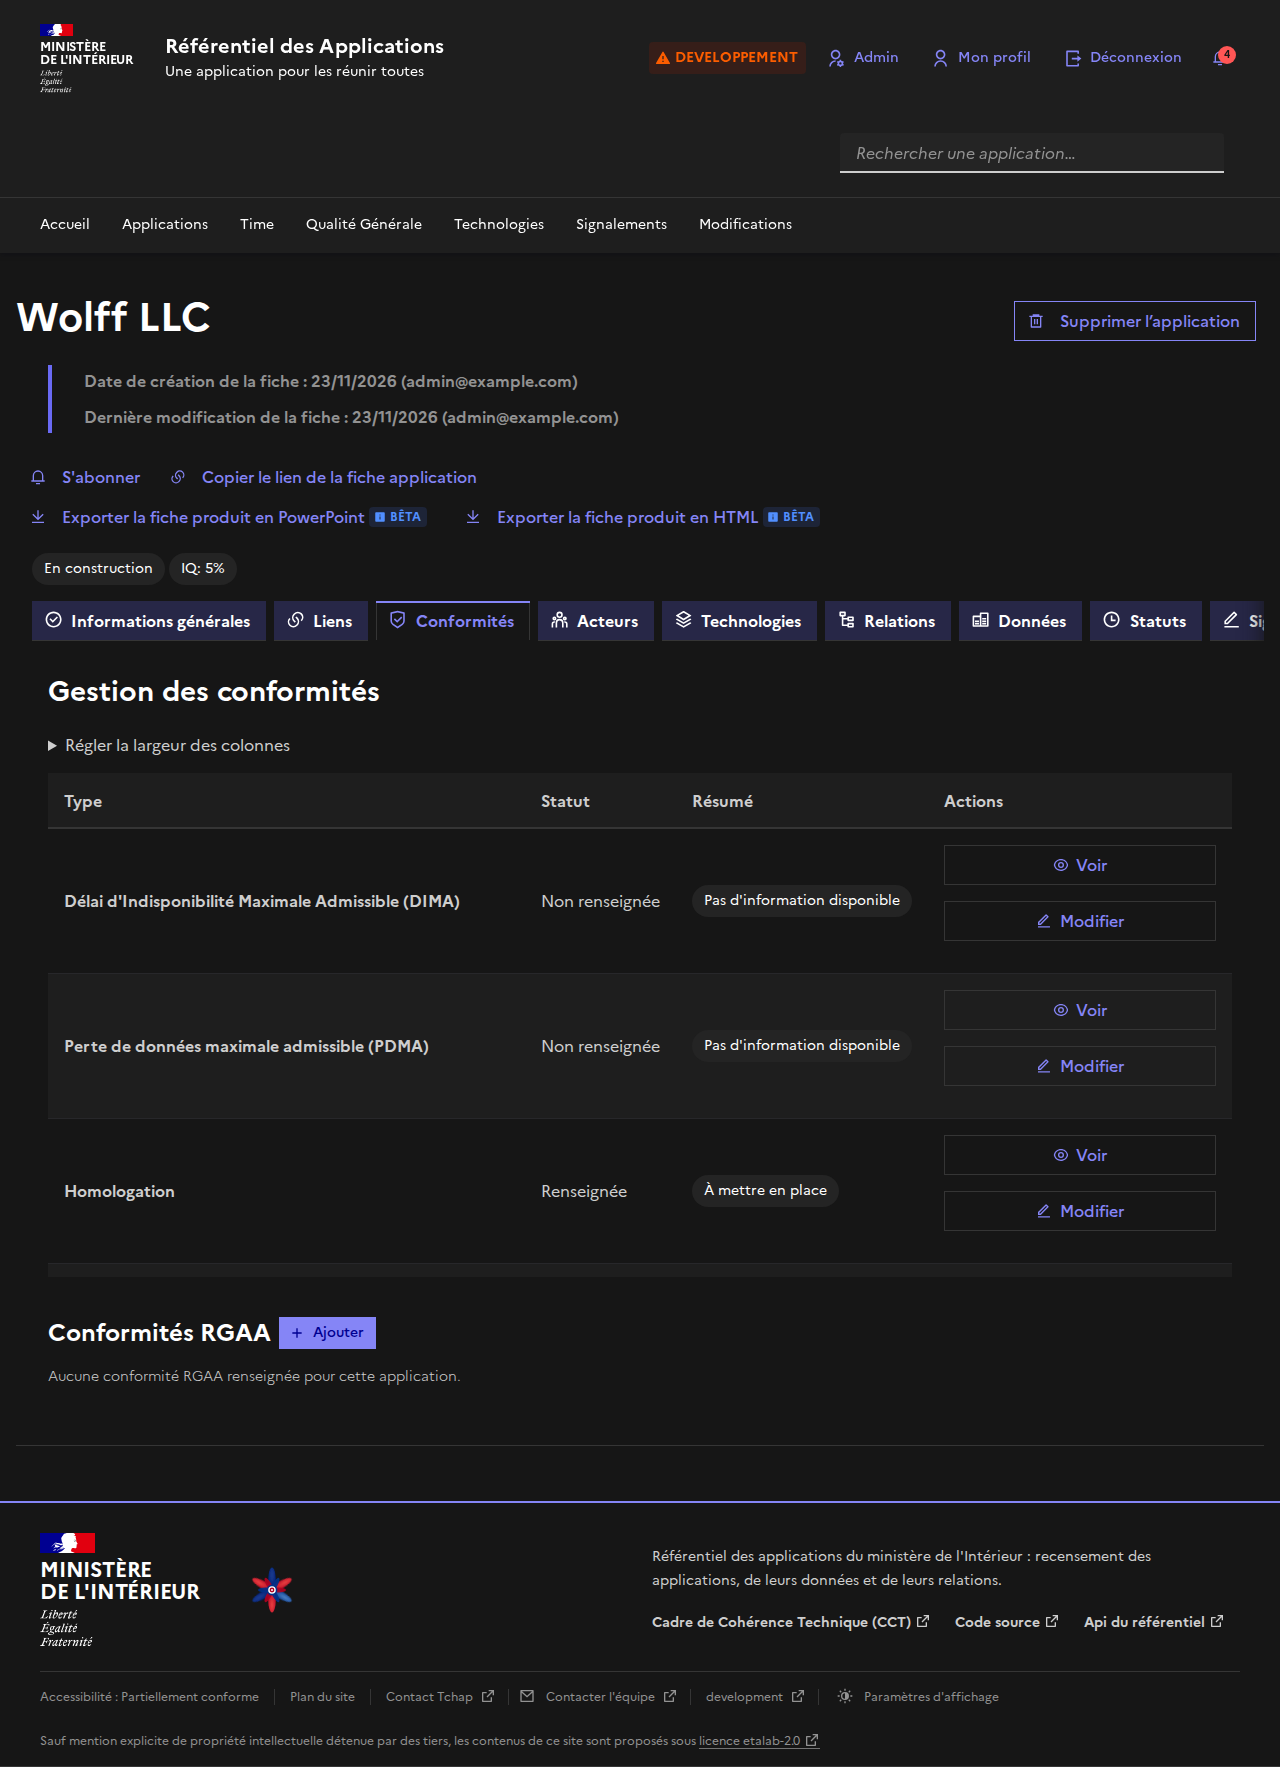 MINISTÈRE
DE L'INTÉRIEUR
Liberté
Égalité
Fraternité
Référentiel des Applications
Une application pour les réunir toutes
DEVELOPPEMENT
Admin
Mon profil
Déconnexion
4
Rechercher une application...
Accueil
Applications
Time
Qualité Générale
Technologies
Signalements
Modifications
Wolff LLC
Supprimer l’application
Date de création de la fiche : 23/11/2026 (admin@example.com)
Dernière modification de la fiche : 23/11/2026 (admin@example.com)
S'abonner
Copier le lien de la fiche application
Exporter la fiche produit en PowerPoint BÊTA
Exporter la fiche produit en HTML BÊTA
En construction
IQ: 5%
Informations générales
Liens
Conformités
Acteurs
Technologies
Relations
Données
Statuts
Gestion des conformités
Régler la largeur des colonnes
Type Statut Résumé Actions
Délai d'Indisponibilité Maximale Admissible (DIMA) Non renseignée Pas d'information disponible
Voir
Modifier
Perte de données maximale admissible (PDMA) Non renseignée Pas d'information disponible
Voir
Modifier
Homologation Renseignée À mettre en place
Voir
Modifier
Conformités RGAA
Ajouter
Aucune conformité RGAA renseignée pour cette application.
MINISTÈRE
DE L'INTÉRIEUR
Liberté
Égalité
Fraternité
Référentiel des applications du ministère de l'Intérieur : recensement des
applications, de leurs données et de leurs relations.
Cadre de Cohérence Technique (CCT)
Code source
Api du référentiel
Accessibilité : Partiellement conforme
Plan du site
Contact Tchap
Contacter l'équipe
development
Paramètres d'affichage
Sauf mention explicite de propriété intellectuelle détenue par des tiers, les contenus de ce site sont proposés sous licence etalab-2.0